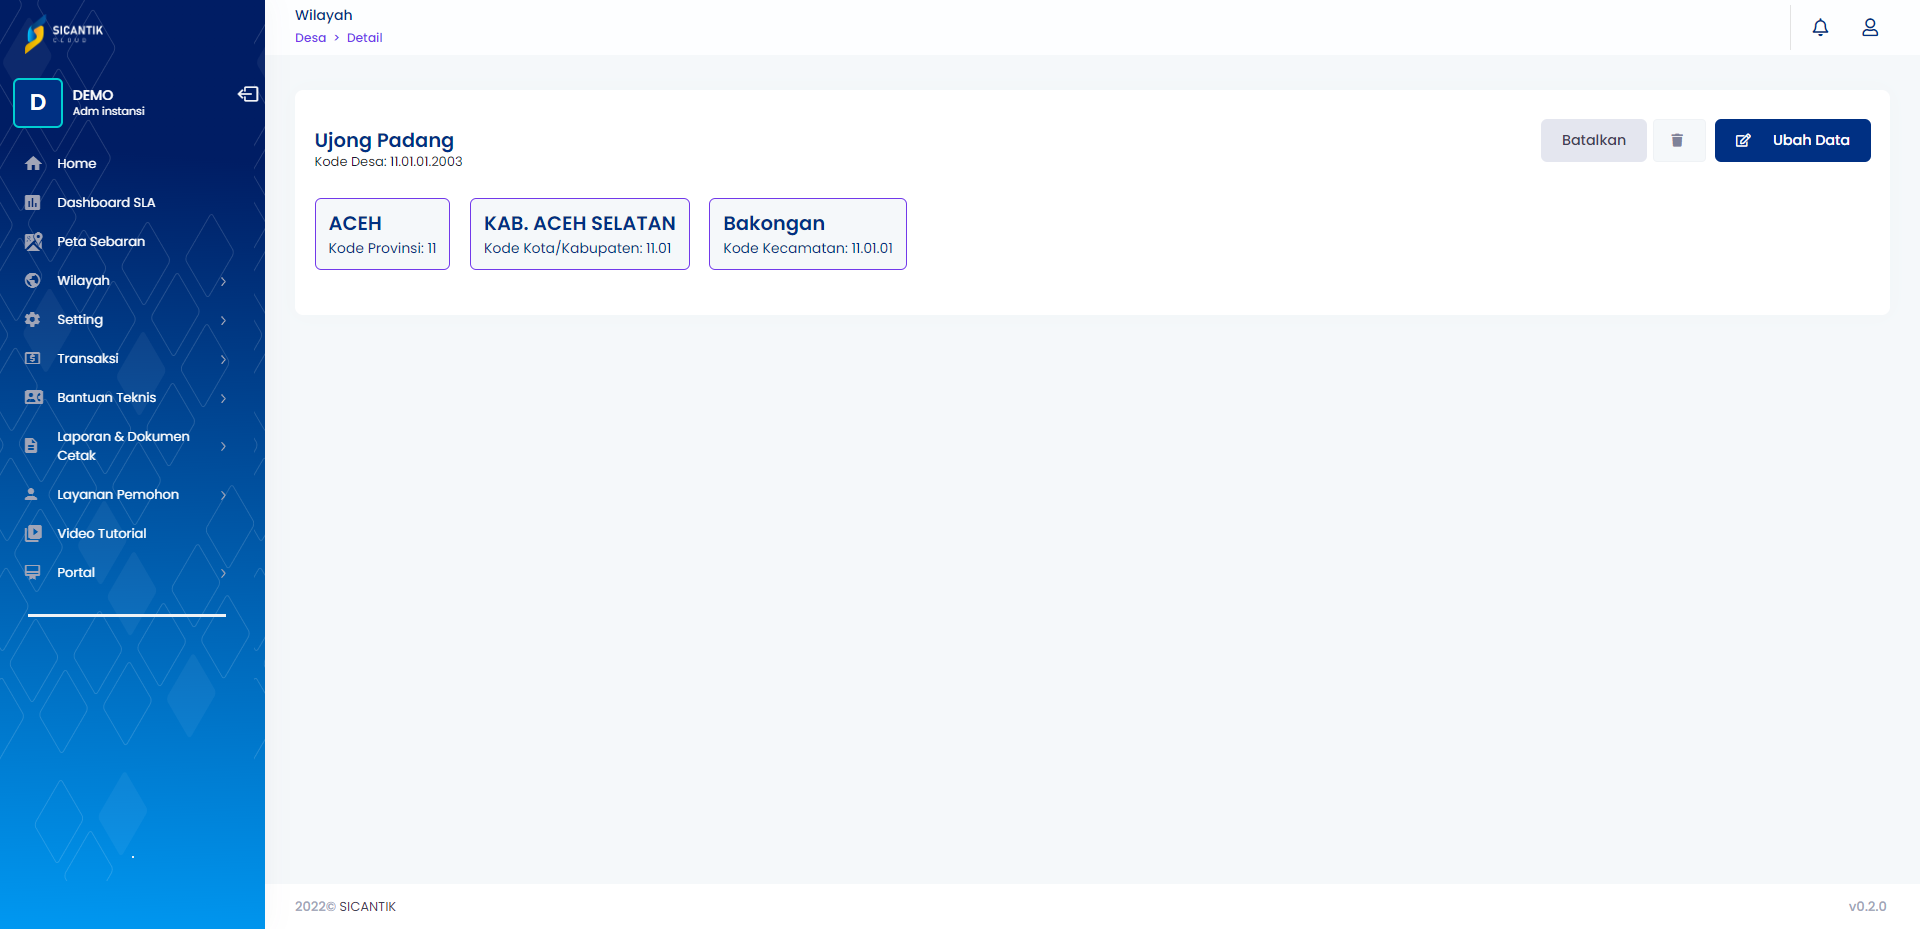 SICANTIK
CLOUD
D
DEMO
Adm instansi
Home
Dashboard SLA
Peta Sebaran
Wilayah
Setting
Transaksi
Bantuan Teknis
Laporan & Dokumen
Cetak
Layanan Pemohon
Video Tutorial
Portal
Wilayah
Desa > Detail
Ujong Padang
Kode Desa: 11.01.01.2003
Batalkan
Ubah Data
ACEH
Kode Provinsi: 11
KAB. ACEH SELATAN
Kode Kota/Kabupaten: 11.01
Bakongan
Kode Kecamatan: 11.01.01
2022© SICANTIK
v0.2.0